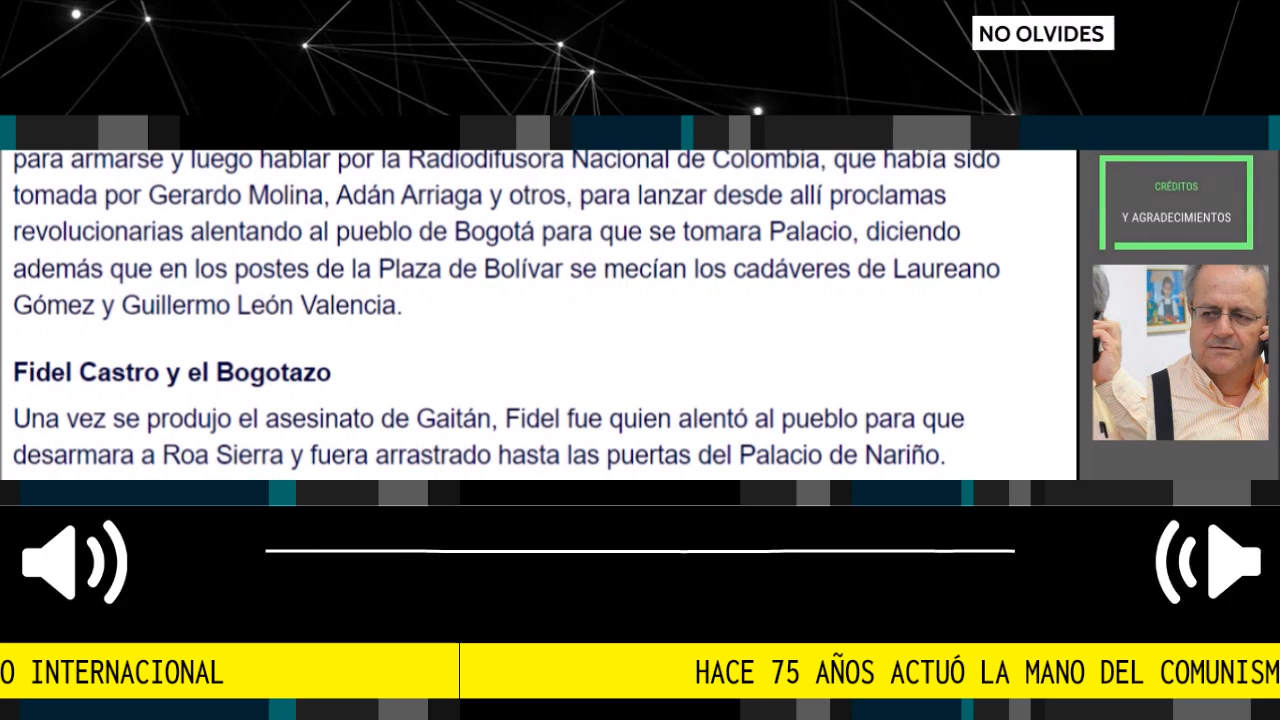 NO OLVIDES
para armarse y luego hablar por la Radiodifusora Nacional de Colombia, que había sido
tomada por Gerardo Molina, Adán Arriaga y otros, para lanzar desde allí proclamas
revolucionarias alentando al pueblo de Bogotá para que se tomara Palacio, diciendo
además que en los postes de la Plaza de Bolívar se mecían los cadáveres de Laureano
Gómez y Guillermo León Valencia.
Fidel Castro y el Bogotazo
Una vez se produjo el asesinato de Gaitán, Fidel fue quien alentó al pueblo para que
desarmara a Roa Sierra y fuera arrastrado hasta las puertas del Palacio de Nariño.
CRÉDITOS
Y AGRADECIMIENTOS
O INTERNACIONAL
HACE 75 AÑOS ACTUÓ LA MANO DEL COMUNISM